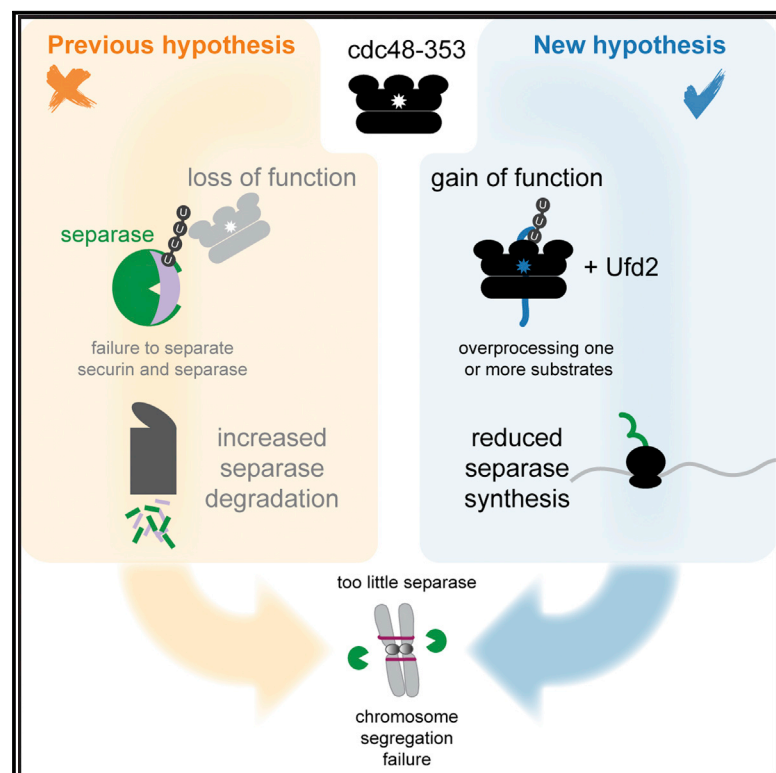 Previous hypothesis
cdc48-353
New hypothesis
loss of function
separase
U
U
U
U
failure to separate
securin and separase
increased
separase
degradation
gain of function
U
U
U
+ Ufd2
overprocessing one
or more substrates
reduced
separase
synthesis
too little separase
chromosome
segregation
failure